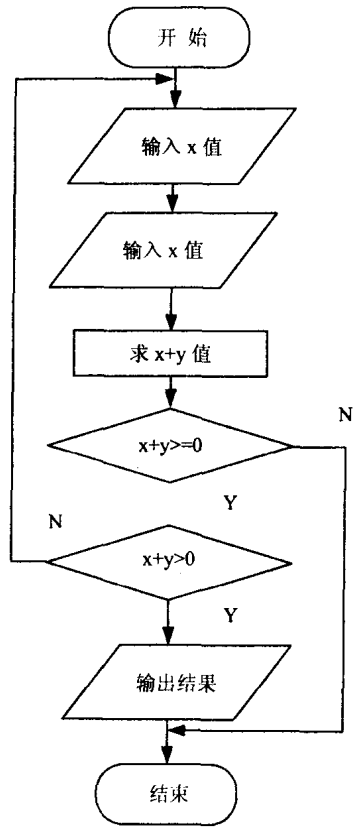 开 始
输入 x 值
输入 x 值
求 x+y 值
x+y>=0
N
Y
N
x+y>0
Y
输出结果
结束